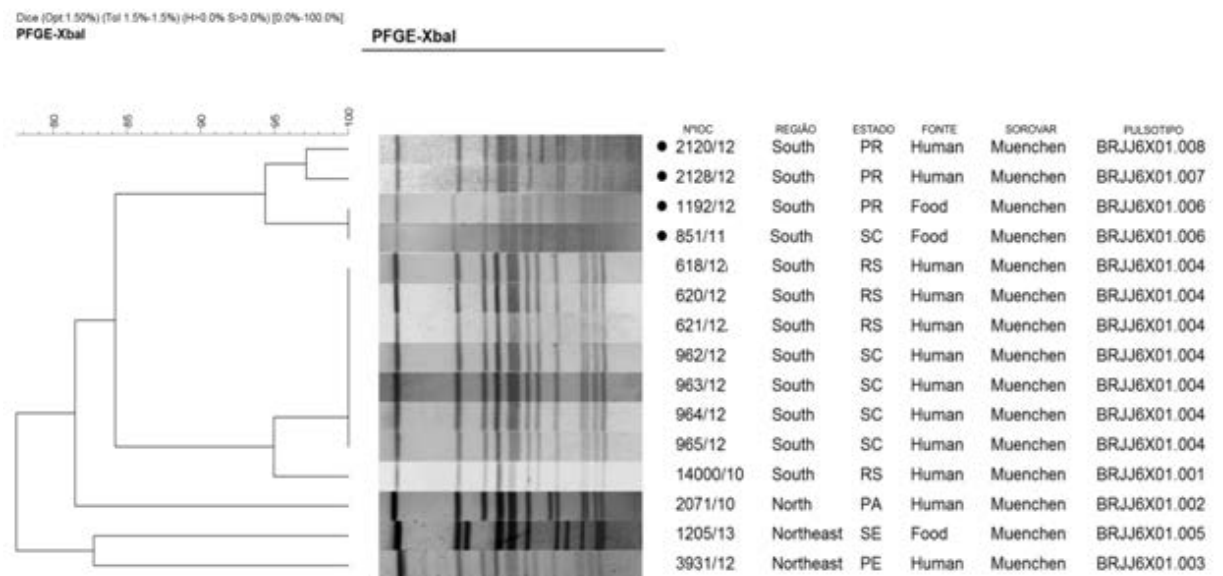 Dice (Opt:1.50%) (Tol 1.5%-1.5%) (H>0.0% S>0.0%) [0.0%-100.0%]
PFGE-XbaI PFGE-XbaI
80 85 90 95 100
NºIOC REGIÃO ESTADO FONTE SOROVAR PULSOTIPO
● 2120/12 South PR Human Muenchen BRJJ6X01.008
● 2128/12 South PR Human Muenchen BRJJ6X01.007
● 1192/12 South PR Food Muenchen BRJJ6X01.006
● 851/11 South SC Food Muenchen BRJJ6X01.006
618/12 South RS Human Muenchen BRJJ6X01.004
620/12 South RS Human Muenchen BRJJ6X01.004
621/12 South RS Human Muenchen BRJJ6X01.004
962/12 South SC Human Muenchen BRJJ6X01.004
963/12 South SC Human Muenchen BRJJ6X01.004
964/12 South SC Human Muenchen BRJJ6X01.004
965/12 South SC Human Muenchen BRJJ6X01.004
14000/10 South RS Human Muenchen BRJJ6X01.001
2071/10 North PA Human Muenchen BRJJ6X01.002
1205/13 Northeast SE Food Muenchen BRJJ6X01.005
3931/12 Northeast PE Human Muenchen BRJJ6X01.003